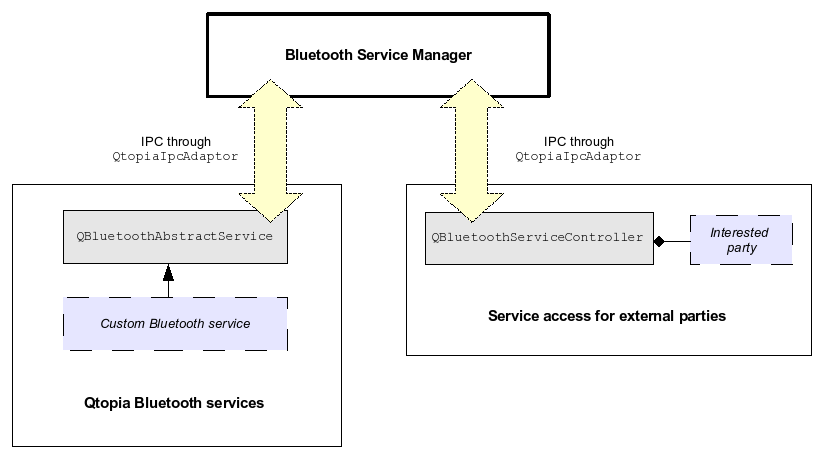 Bluetooth Service Manager
IPC through
QtopiaIpcAdaptor
IPC through
QtopiaIpcAdaptor
QBluetoothAbstractService
Custom Bluetooth service
Qtopia Bluetooth services
QBluetoothServiceController
Interested
party
Service access for external parties